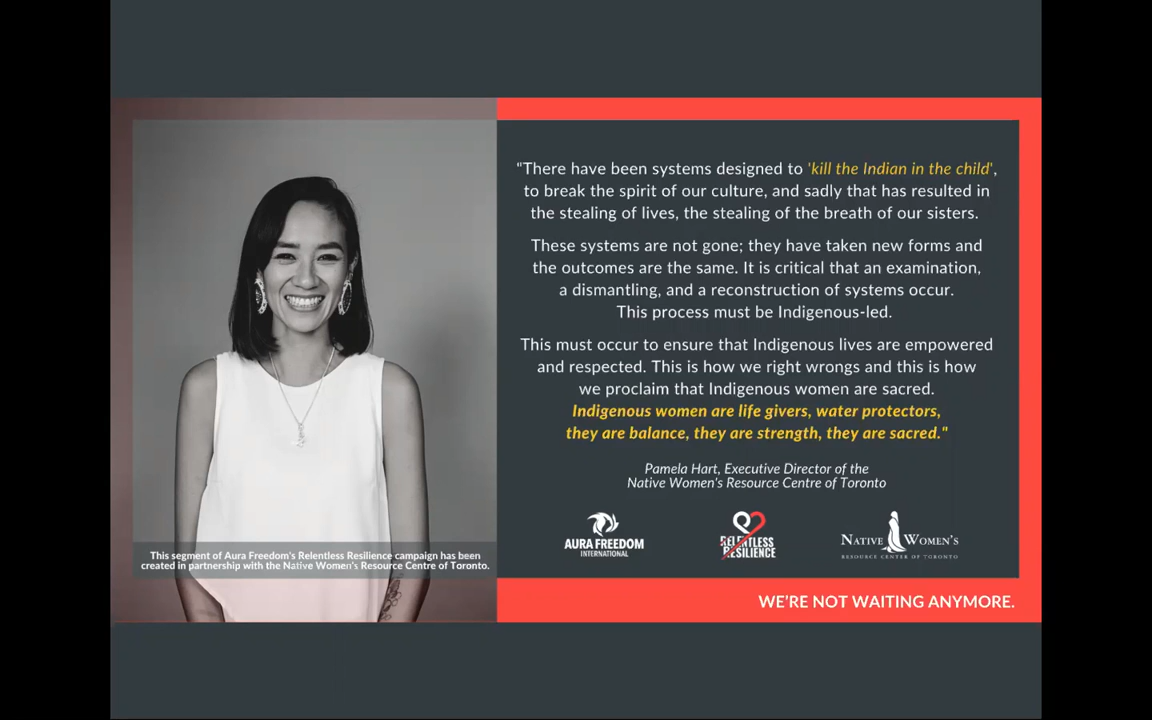 "There have been systems designed to 'kill the Indian in the child',
to break the spirit of our culture, and sadly that has resulted in
the stealing of lives, the stealing of the breath of our sisters.
These systems are not gone; they have taken new forms and
the outcomes are the same. It is critical that an examination,
a dismantling, and a reconstruction of systems occur.
This process must be Indigenous-led.
This must occur to ensure that Indigenous lives are empowered
and respected. This is how we right wrongs and this is how
we proclaim that Indigenous women are sacred.
Indigenous women are life givers, water protectors,
they are balance, they are strength, they are sacred."
Pamela Hart, Executive Director of the
Native Women's Resource Centre of Toronto
AURA FREEDOM
INTERNATIONAL
RELENTLESS
RESILIENCE
NATIVE WOMEN'S
RESOURCE CENTER OF TORONTO
This segment of Aura Freedom's Relentless Resilience campaign has been
created in partnership with the Native Women's Resource Centre of Toronto.
WE'RE NOT WAITING ANYMORE.